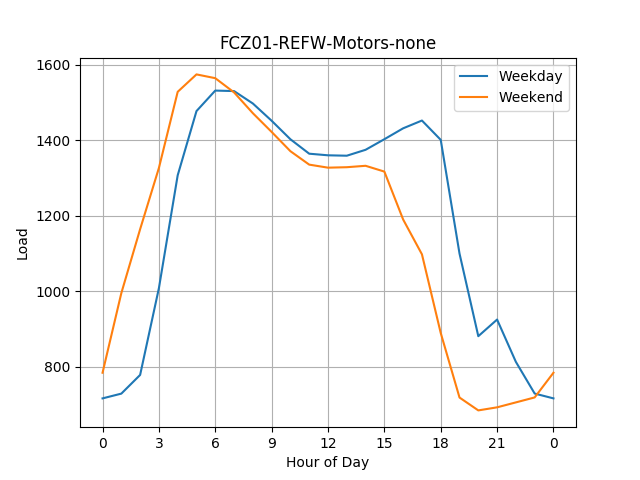 FCZ01-REFW-Motors-none
Weekday
Weekend
1600
1400
1200
1000
800
Load
0 3 6 9 12 15 18 21 0
Hour of Day